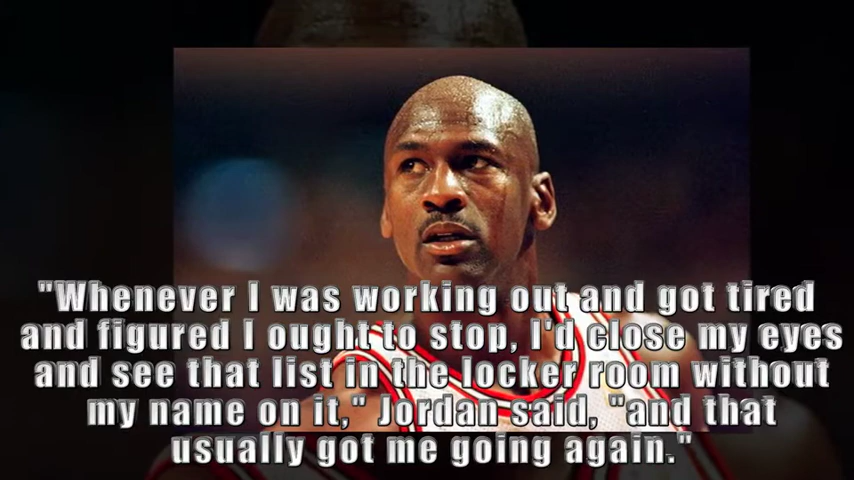 "Whenever I was working out and got tired
and figured I ought to stop, I'd close my eyes
and see that list in the locker room without
my name on it," Jordan said, "and that
usually got me going again."